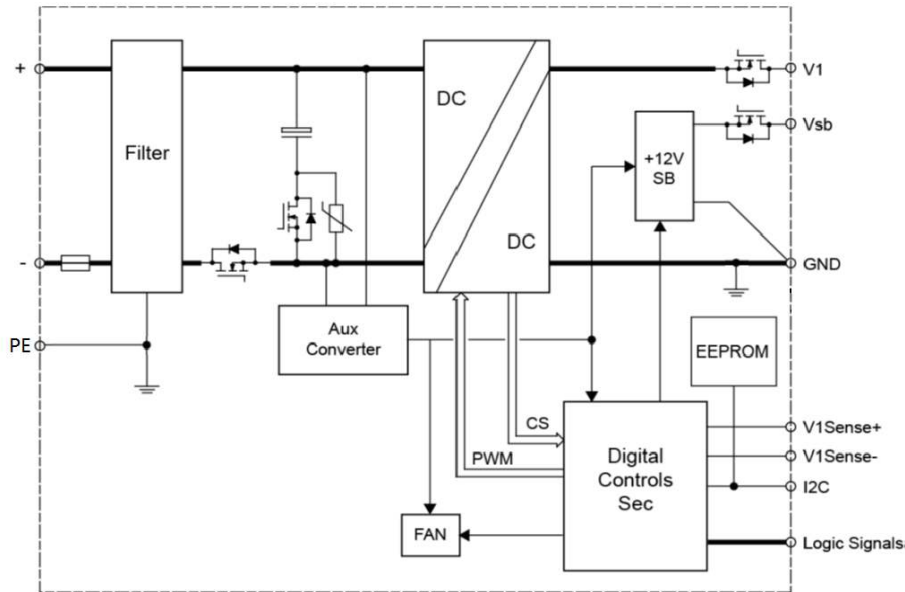 +
V1
DC
Vsb
Filter
+12V
SB
DC
-
GND
PE
Aux
Converter
EEPROM
CS
PWM
Digital
Controls
Sec
V1Sense+
V1Sense-
I2C
FAN
Logic Signals